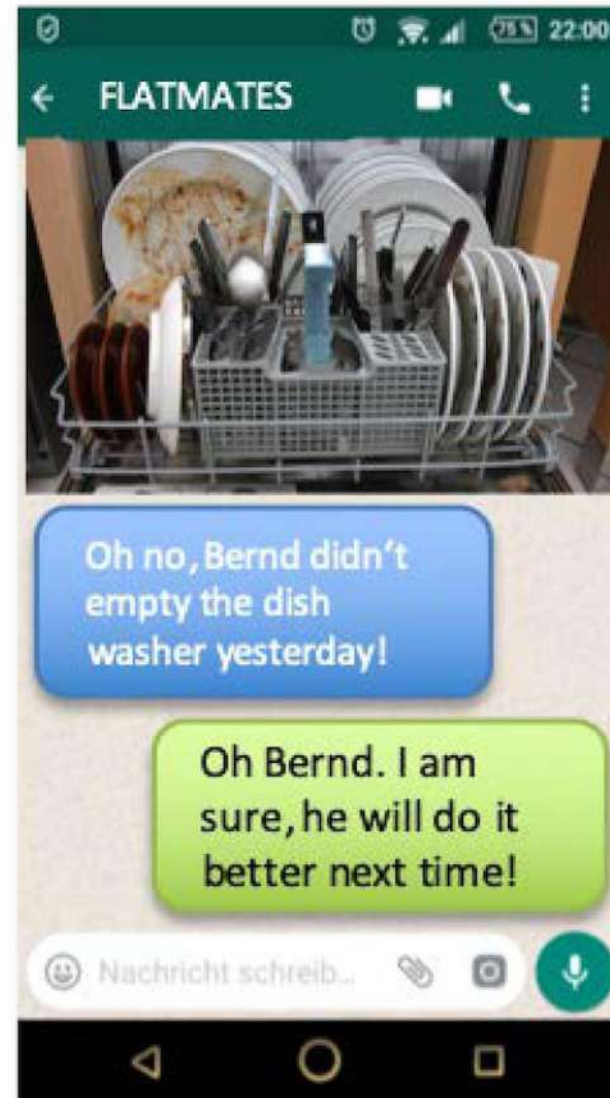 75% 22:00
FLATMATES
Oh no, Bernd didn't
empty the dish
washer yesterday!
Oh Bernd. I am
sure, he will do it
better next time!
Nachricht schreib...